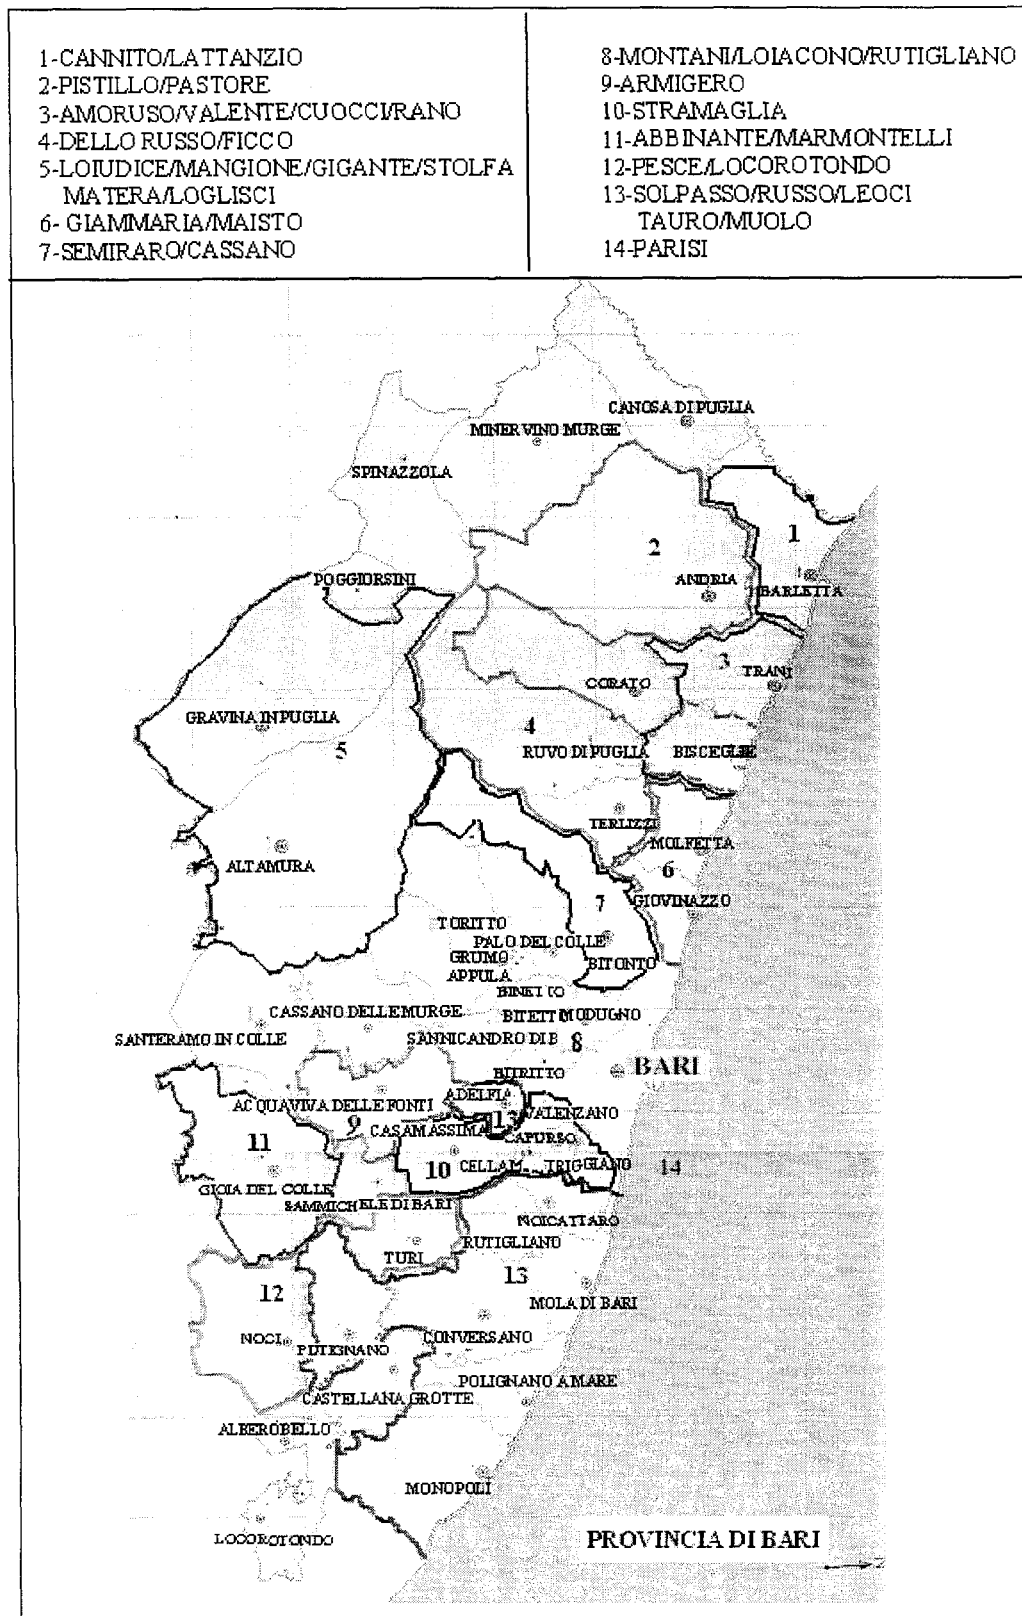 1-CANNITO/LATTANZIO
2-PISTILLO/PASTORE
3-AMORUSO/VALENTE/CUOCCI/RANO
4-DELLO RUSSO/FICCO
5-LOIUDICE/MANGIONE/GIGANTE/STOLFA
MATERA/LOGLISCI
6- GIAMMARIA/MAISTO
7-SEMIRARO/CASSANO
8-MONTANI/LOIACONO/RUTIGLIANO
9-ARMIGERO
10-STRAMAGLIA
11-ABBINANTE/MARMONTELLI
12-PESCE/LOCOROTONDO
13-SOLPASSO/RUSSO/LEOCI
TAURO/MUOLO
14-PARISI
CANOSA DI PUGLIA
MINERVINO MURGE
SPINAZZOLA
1
2
POGGIORSINI
ANDRIA
BARLETTA
3
TRANI
CORATO
GRAVINA IN PUGLIA
4
5
RUVO DI PUGLIA
BISCEGLIE
TERLIZZI
MOLFETTA
ALTAMURA
6
7
GIOVINAZZO
TORITTO
PALO DEL COLLE
GRUMO
APPULA
BITONTO
BINETTO
CASSANO DELLE MURGE
BITETTO
MODUGNO
SANTERAMO IN COLLE
SANNICANDRO DI B
8
BITRITTO
BARI
ADELFIA
ACQUAVIVA DELLE FONTI
VALENZANO
9
CASAMASSIMA
13
CAPURSO
11
10
CELLAM
TRIGGIANO
14
GIOIA DEL COLLE
SAMMICHELE DI BARI
NOICATTARO
RUTIGLIANO
TURI
13
12
MOLA DI BARI
NOCI
PUTIGNANO
CONVERSANO
POLIGNANO A MARE
CASTELLANA GROTTE
ALBEROBELLO
MONOPOLI
LOCOROTONDO
PROVINCIA DI BARI